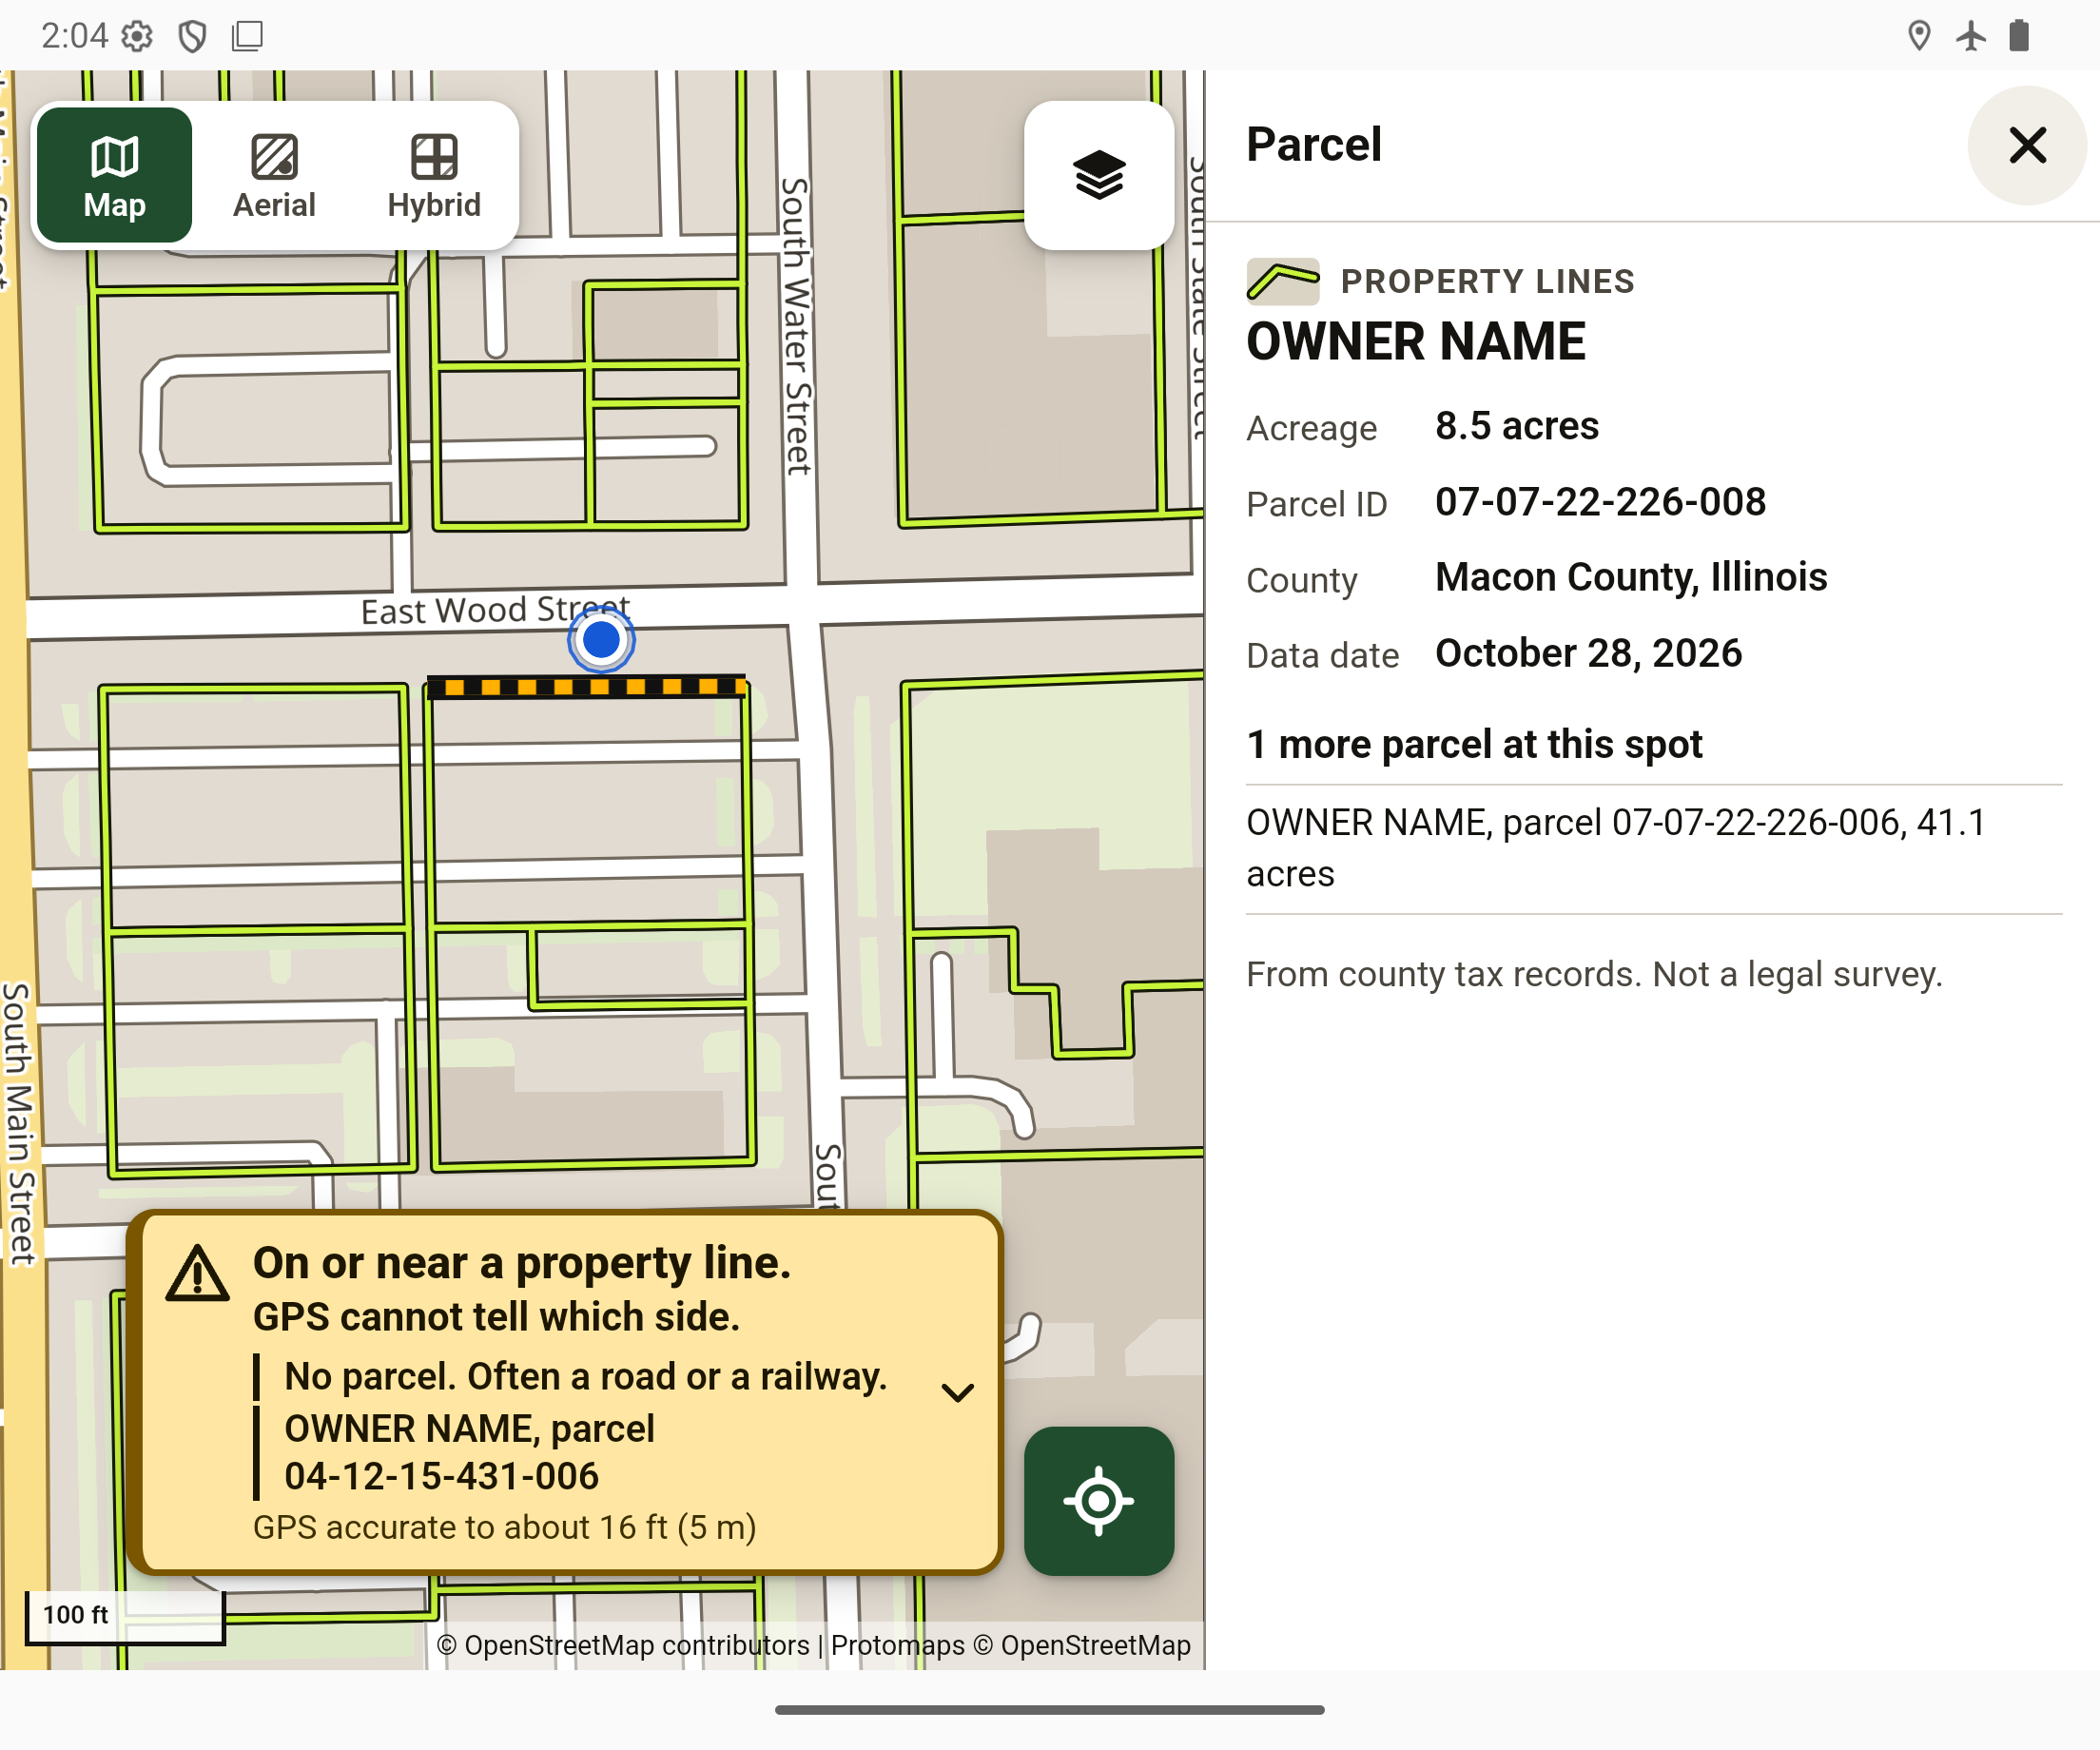 2:04
Map
Aerial
Hybrid
South Water Street
South State Street
East Wood Street
South Main Street
Sout
On or near a property line.
GPS cannot tell which side.
No parcel. Often a road or a railway.
OWNER NAME, parcel
04-12-15-431-006
GPS accurate to about 16 ft (5 m)
100 ft
© OpenStreetMap contributors | Protomaps © OpenStreetMap
Parcel
PROPERTY LINES
OWNER NAME
Acreage 8.5 acres
Parcel ID 07-07-22-226-008
County Macon County, Illinois
Data date October 28, 2026
1 more parcel at this spot
OWNER NAME, parcel 07-07-22-226-006, 41.1
acres
From county tax records. Not a legal survey.